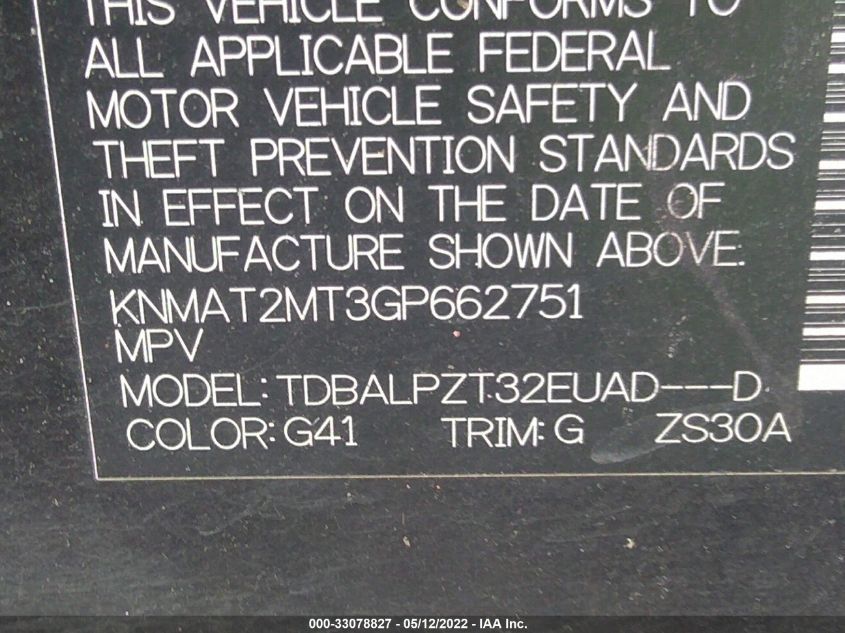 THIS VEHICLE CONFORMS TO
ALL APPLICABLE FEDERAL
MOTOR VEHICLE SAFETY AND
THEFT PREVENTION STANDARDS
IN EFFECT ON THE DATE OF
MANUFACTURE SHOWN ABOVE.
KNMAT2MT3GP662751
MPV
MODEL: TDBALPZT32EUAD---D
COLOR: G41 TRIM: G ZS30A
000-33078827 - 05/12/2022 - IAA Inc.